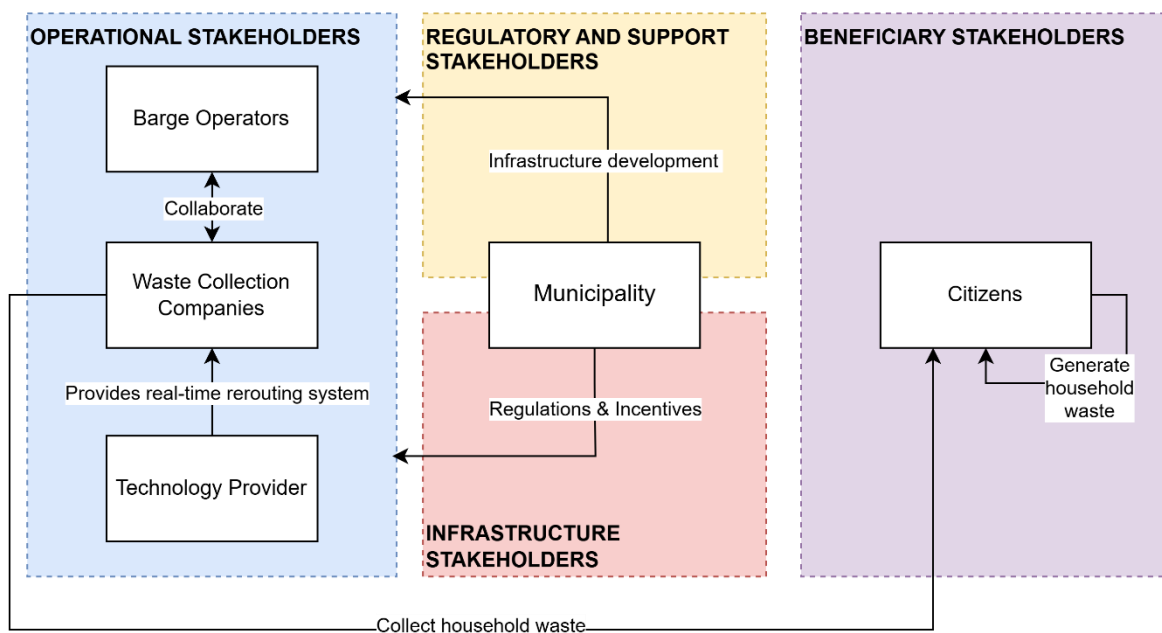 OPERATIONAL STAKEHOLDERS
Barge Operators
Collaborate
Waste Collection
Companies
Provides real-time rerouting system
Technology Provider
REGULATORY AND SUPPORT
STAKEHOLDERS
Infrastructure development
Municipality
Regulations & Incentives
INFRASTRUCTURE
STAKEHOLDERS
BENEFICIARY STAKEHOLDERS
Citizens
Generate
household
waste
Collect household waste